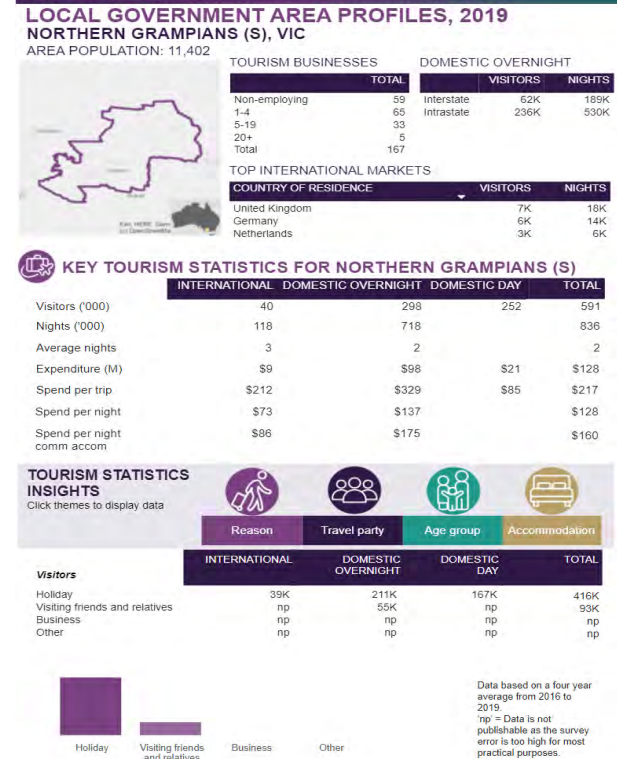 LOCAL GOVERNMENT AREA PROFILES, 2019
NORTHERN GRAMPIANS (S), VIC
AREA POPULATION: 11,402
TOURISM BUSINESSES
TOTAL
Non-employing 59
1-4 65
5-19 33
20+ 5
Total 167
DOMESTIC OVERNIGHT
VISITORS NIGHTS
Interstate 62K 189K
Intrastate 236K 530K
TOP INTERNATIONAL MARKETS
COUNTRY OF RESIDENCE VISITORS NIGHTS
United Kingdom 7K 18K
Germany 6K 14K
Netherlands 3K 6K
KEY TOURISM STATISTICS FOR NORTHERN GRAMPIANS (S)
INTERNATIONAL DOMESTIC OVERNIGHT DOMESTIC DAY TOTAL
Visitors ('000) 40 298 252 591
Nights ('000) 118 718 836
Average nights 3 2 2
Expenditure (M) $9 $98 $21 $128
Spend per trip $212 $329 $85 $217
Spend per night $73 $137 $128
Spend per night
comm accom $86 $175 $160
TOURISM STATISTICS
INSIGHTS
Click themes to display data
Reason Travel party Age group Accommodation
Visitors
INTERNATIONAL DOMESTIC OVERNIGHT DOMESTIC DAY TOTAL
Holiday 39K 211K 167K 416K
Visiting friends and relatives np 55K np 93K
Business np np np np
Other np np np np
Holiday
Visiting friends
and relatives
Business
Other
Data based on a four year
average from 2016 to
2019.
'np' = Data is not
publishable as the survey
error is too high for most
practical purposes.